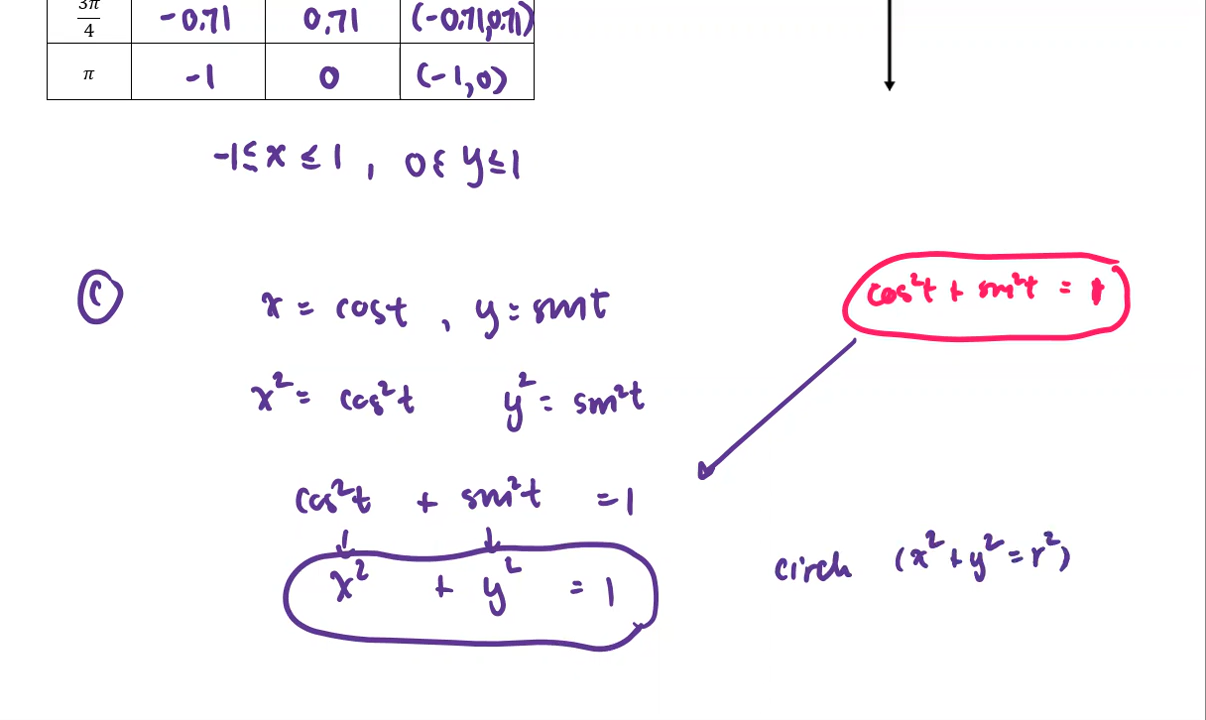 3π/4 -0.71 0.71 (-0.71,0.71)
π -1 0 (-1,0)
-1 ≤ x ≤ 1 , 0 ≤ y ≤ 1
ⓒ x = cost , y = sint
cos²t + sin²t = 1
x² = cos²t y² = sin²t
cos²t + sin²t = 1
x² + y² = 1
circle (x² + y² = r²)